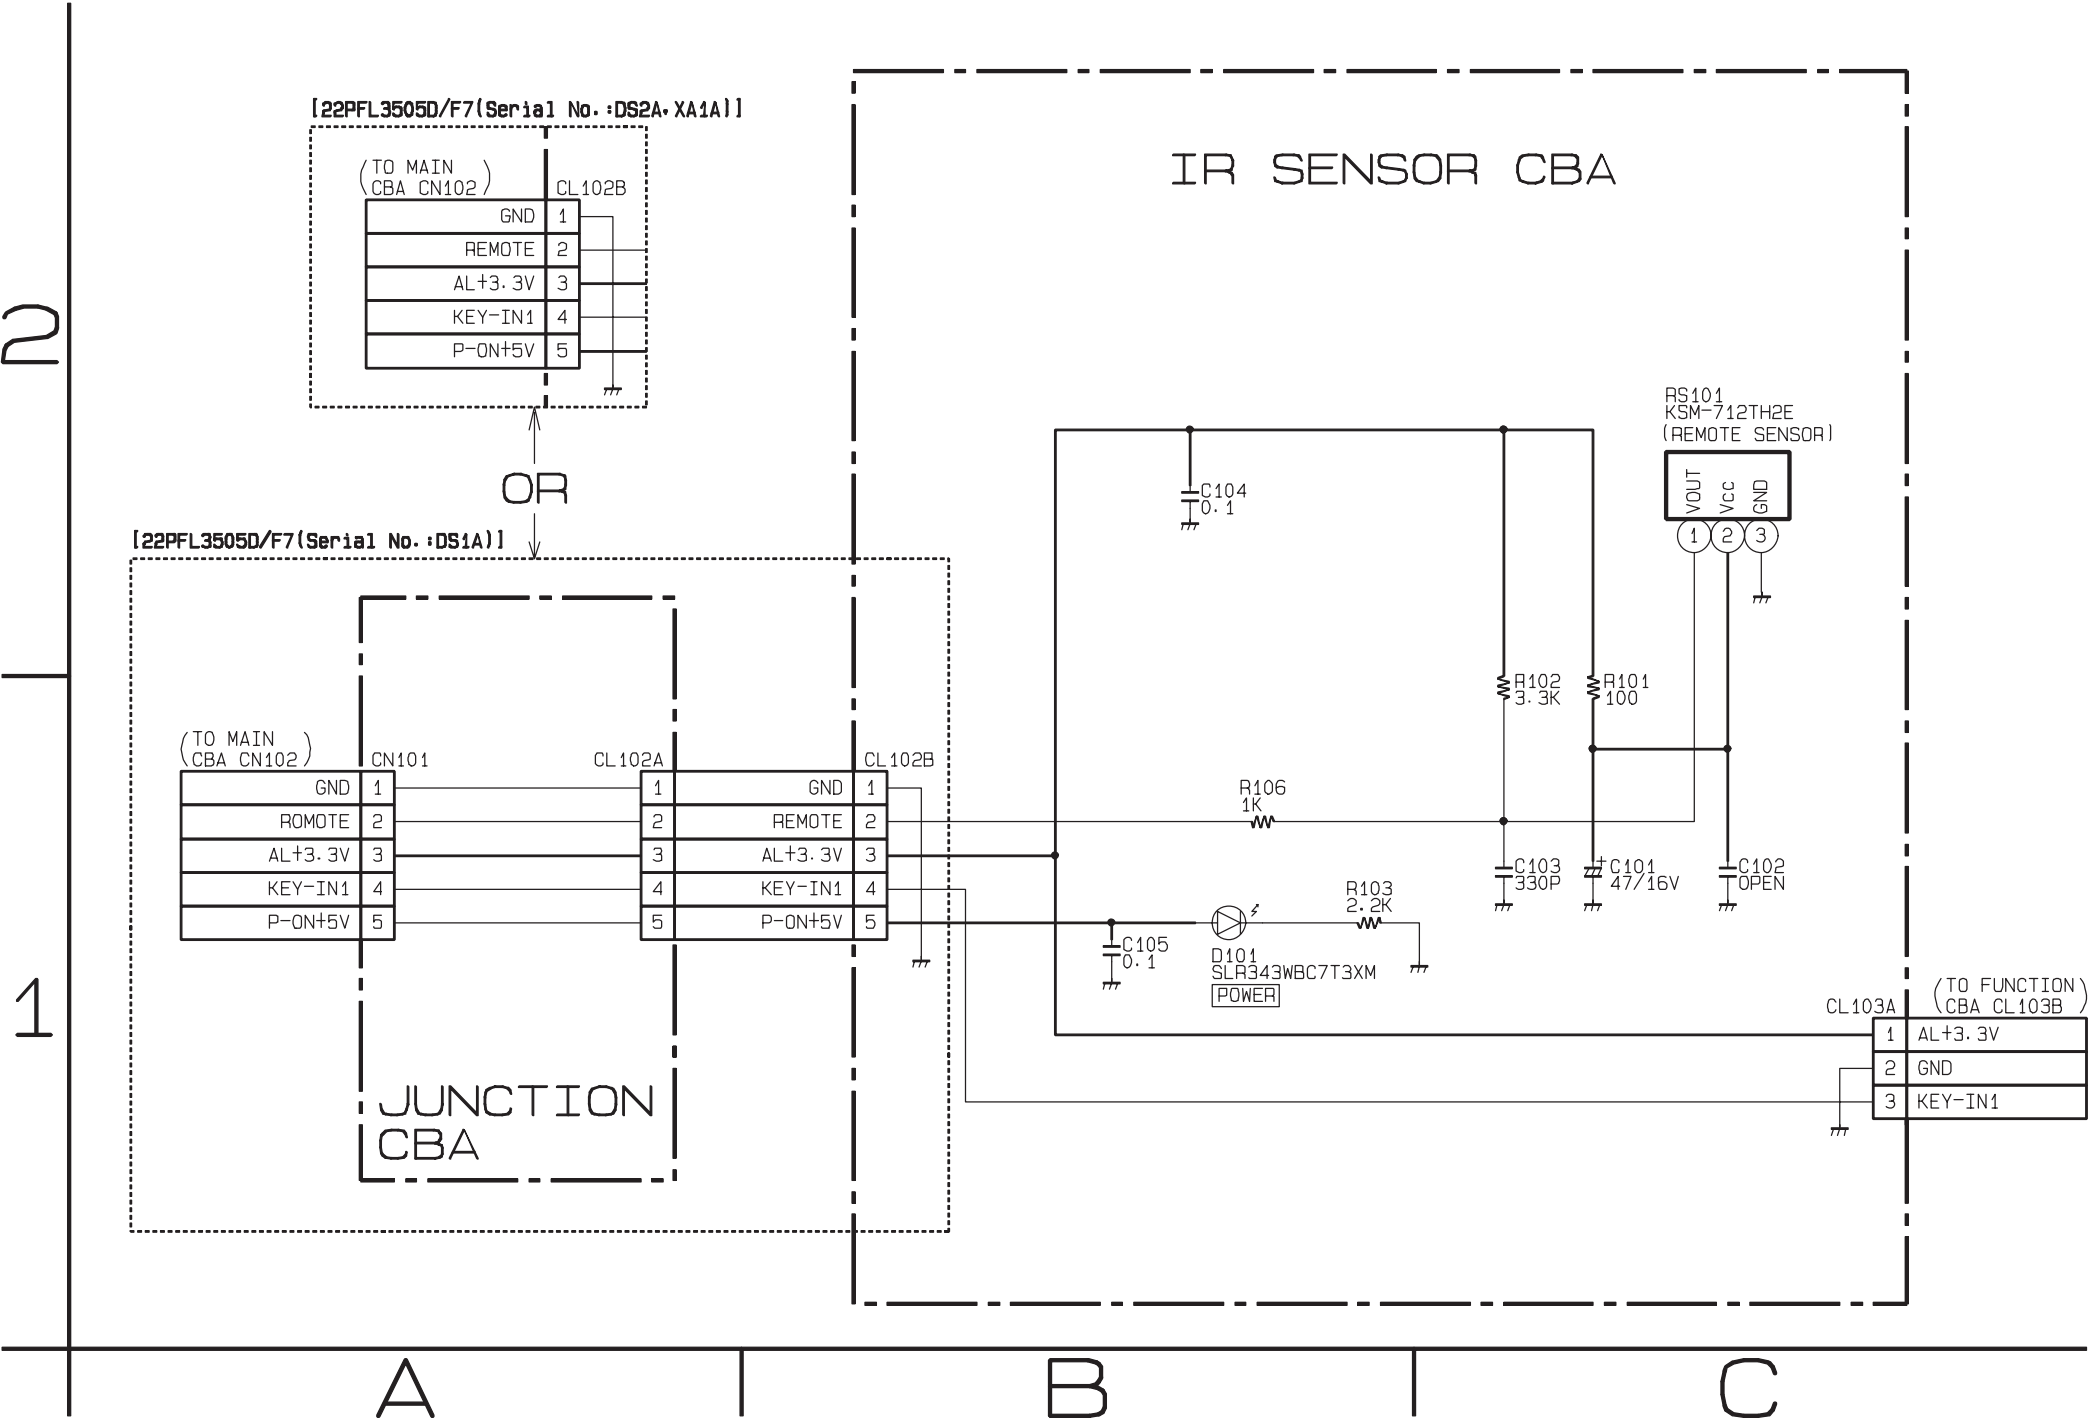 [22PFL3505D/F7(Serial No.:DS2A,XA1A)]
(TO MAIN
CBA CN102)
CL102B
GND 1
REMOTE 2
AL+3.3V 3
KEY-IN1 4
P-ON+5V 5
OR
[22PFL3505D/F7(Serial No.:DS1A)]
(TO MAIN
CBA CN102)
CN101
CL102A
CL102B
GND 1 1 GND 1
ROMOTE 2 2 REMOTE 2
AL+3.3V 3 3 AL+3.3V 3
KEY-IN1 4 4 KEY-IN1 4
P-ON+5V 5 5 P-ON+5V 5
JUNCTION
CBA
IR SENSOR CBA
RS101
KSM-712TH2E
(REMOTE SENSOR)
VOUT
Vcc
GND
1 2 3
C104
0.1
R102
3.3K
R101
100
R106
1K
C103
330P
+
C101
47/16V
C102
OPEN
R103
2.2K
C105
0.1
D101
SLR343WBC7T3XM
POWER
CL103A
(TO FUNCTION
CBA CL103B)
1 AL+3.3V
2 GND
3 KEY-IN1
2
1
A
B
C